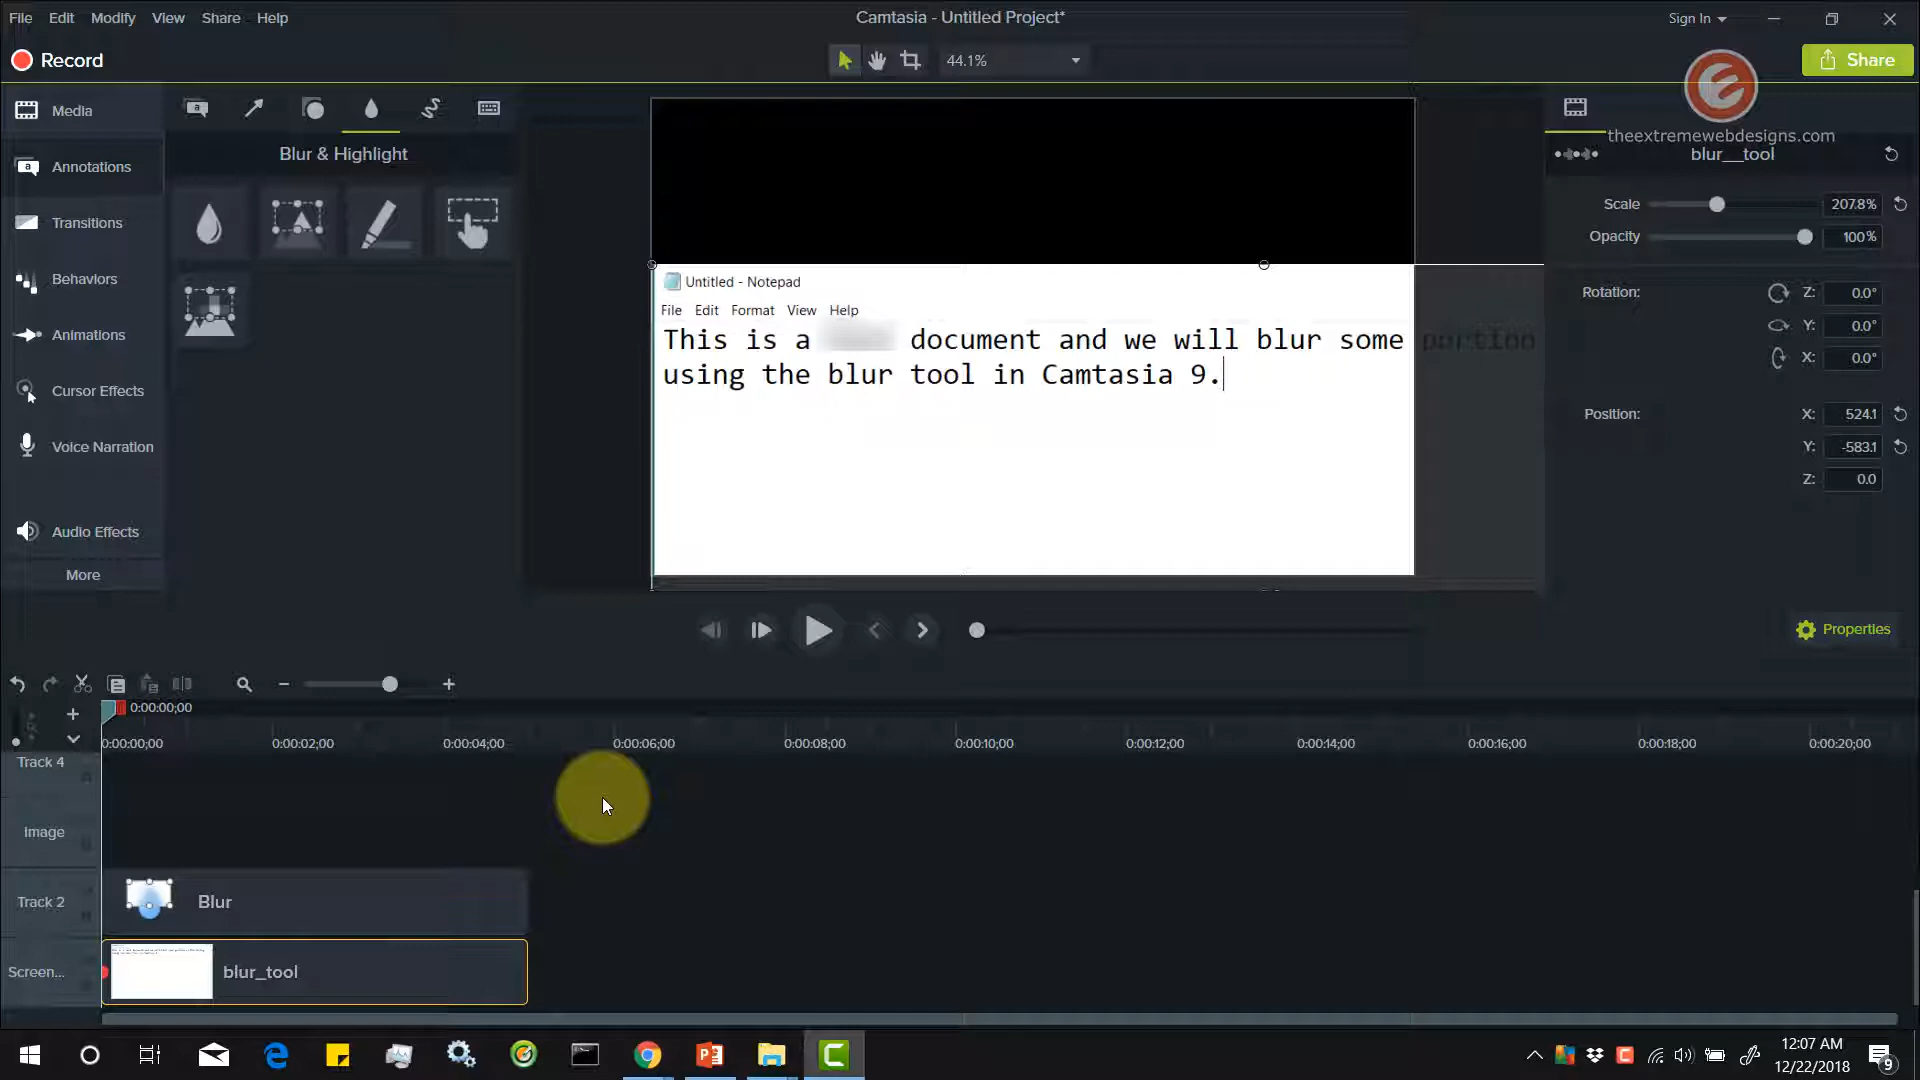 File Edit Modify View Share Help
Camtasia - Untitled Project*
Sign In
Record
44.1%
Share
Media
Annotations
Transitions
Behaviors
Animations
Cursor Effects
Voice Narration
Audio Effects
More
Blur & Highlight
a
a
Untitled - Notepad
File Edit Format View Help
This is a document and we will blur some portion
using the blur tool in Camtasia 9.
theextremewebdesigns.com
blur__tool
Scale 207.8%
Opacity 100%
Rotation: Z: 0.0°
Y: 0.0°
X: 0.0°
Position: X: 524.1
Y: -583.1
Z: 0.0
Properties
0:00:00;00
0:00:00;00 0:00:02;00 0:00:04;00 0:00:06;00 0:00:08;00 0:00:10;00 0:00:12;00 0:00:14;00 0:00:16;00 0:00:18;00 0:00:20;00
Track 4
Image
Track 2 Blur
Screen... blur_tool
12:07 AM
12/22/2018
9